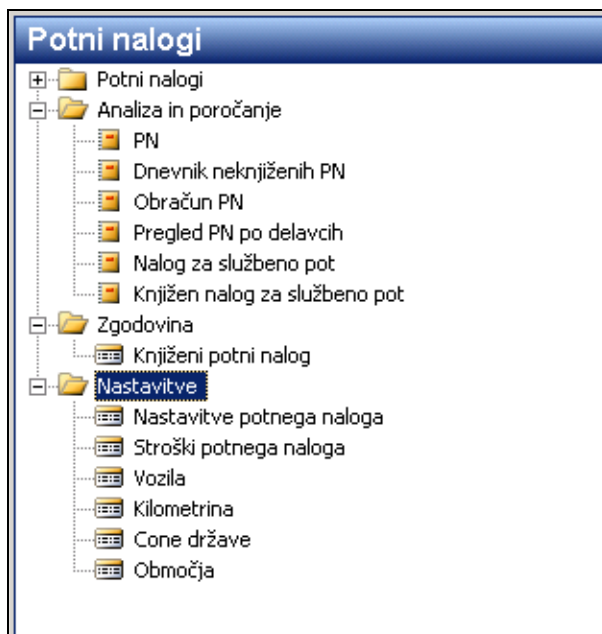 Potni nalogi
Potni nalogi
Analiza in poročanje
PN
Dnevnik neknjiženih PN
Obračun PN
Pregled PN po delavcih
Nalog za službeno pot
Knjižen nalog za službeno pot
Zgodovina
Knjiženi potni nalog
Nastavitve
Nastavitve potnega naloga
Stroški potnega naloga
Vozila
Kilometrina
Cone države
Območja